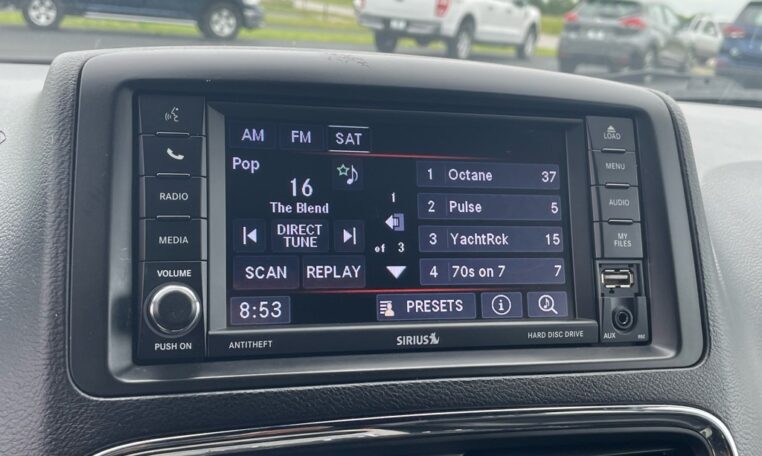 AM FM SAT
Pop
16
The Blend
DIRECT
TUNE
SCAN REPLAY
8:53
1
of 3
1 Octane 37
2 Pulse 5
3 YachtRck 15
4 70s on 7 7
PRESETS
RADIO
MEDIA
VOLUME
PUSH ON
ANTITHEFT
SIRIUS
HARD DISC DRIVE
LOAD
MENU
AUDIO
MY
FILES
AUX